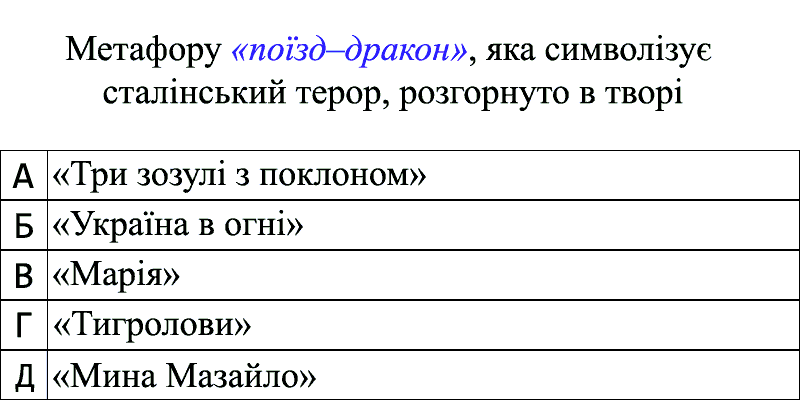 Метафору «поїзд–дракон», яка символізує
сталінський терор, розгорнуто в творі
А «Три зозулі з поклоном»
Б «Україна в огні»
В «Марія»
Г «Тигролови»
Д «Мина Мазайло»